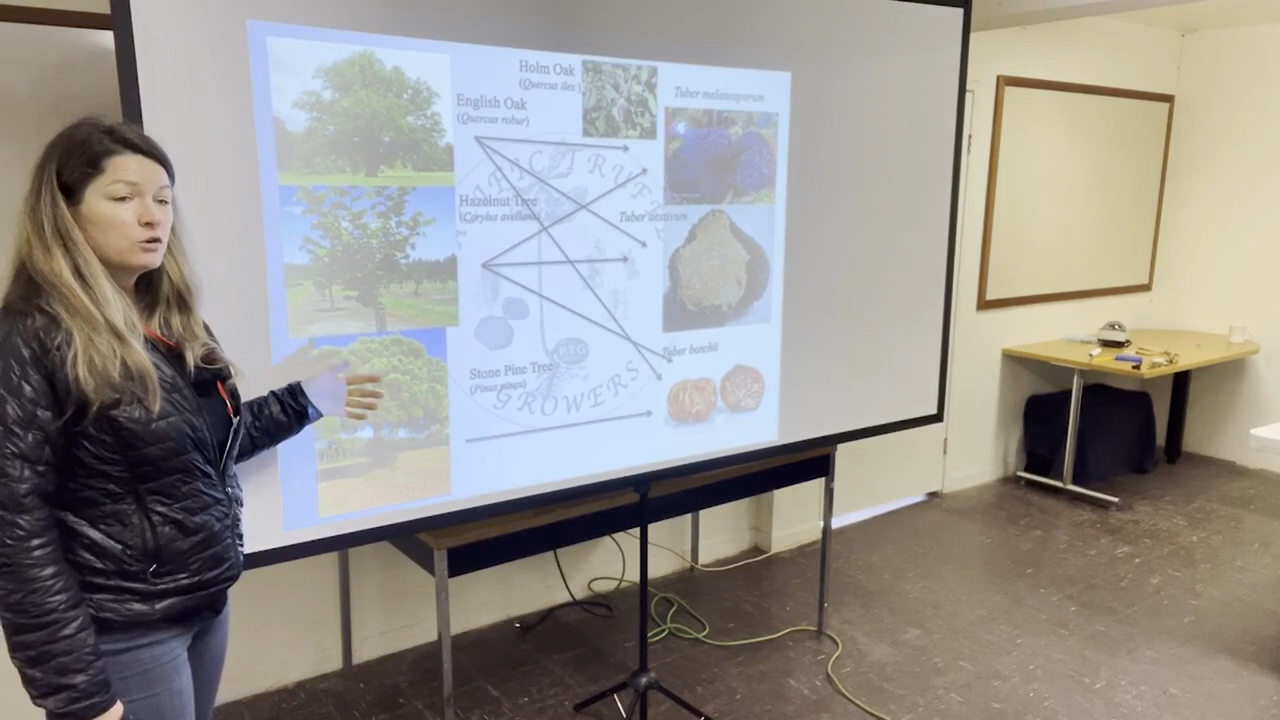 Holm Oak
(Quercus ilex)
English Oak
(Quercus robur)
Tuber melanosporum
Hazelnut Tree
(Corylus avellana)
Tuber aestivum
Tuber borchii
Stone Pine Tree
(Pinus pinea)
PTG
GROWERS